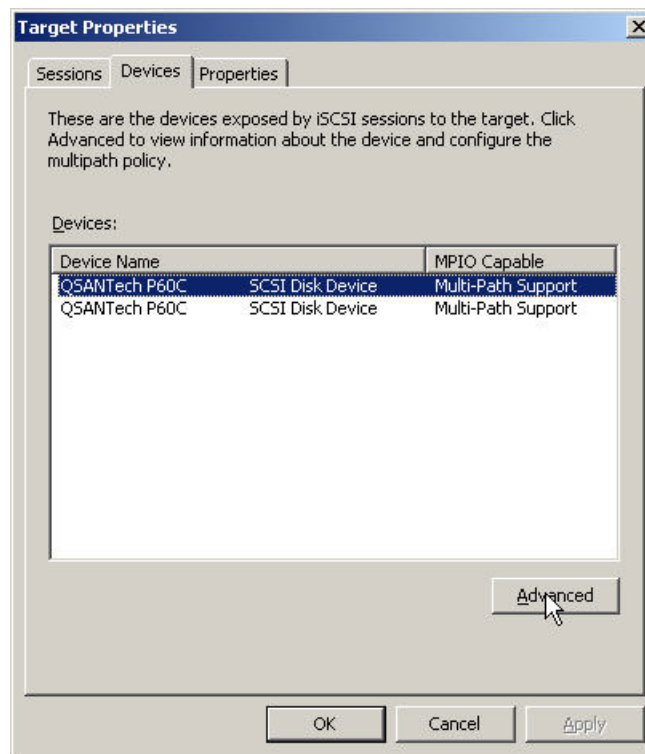 Target Properties
Sessions Devices Properties
These are the devices exposed by iSCSI sessions to the target. Click
Advanced to view information about the device and configure the
multipath policy.
Devices:
Device Name MPIO Capable
QSANTech P60C SCSI Disk Device Multi-Path Support
QSANTech P60C SCSI Disk Device Multi-Path Support
Advanced
OK Cancel Apply